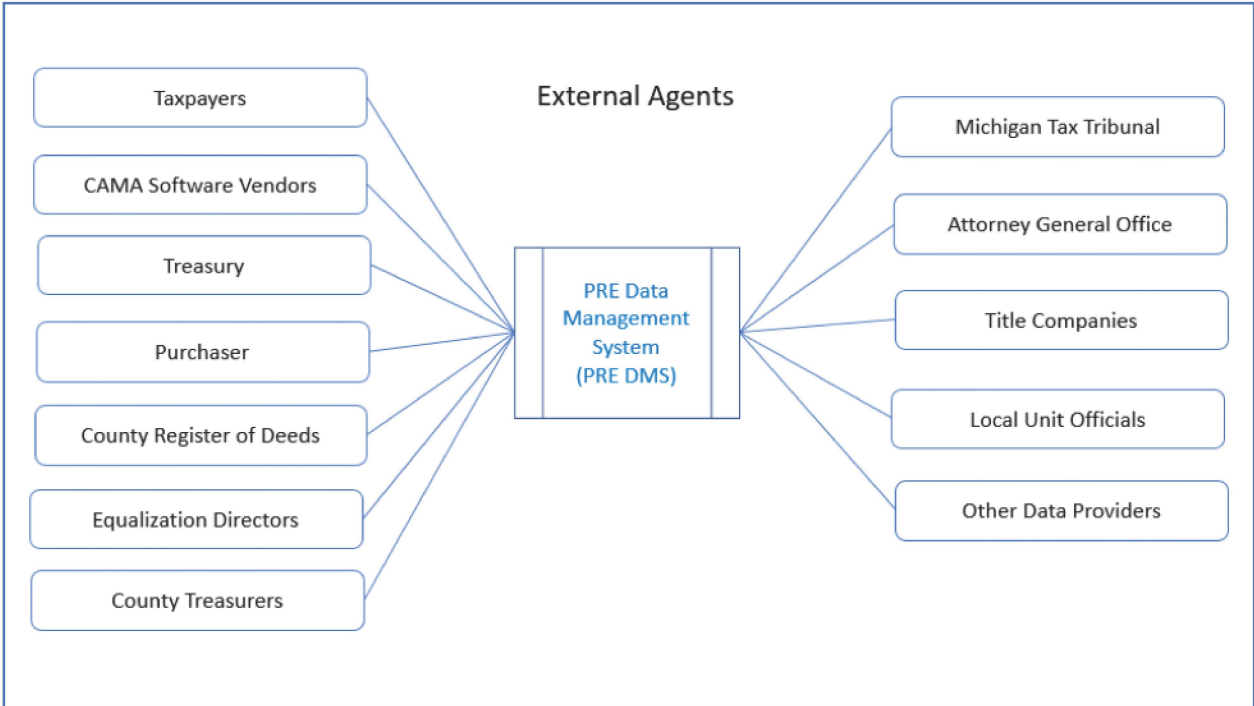 External Agents
Taxpayers
CAMA Software Vendors
Treasury
Purchaser
County Register of Deeds
Equalization Directors
County Treasurers
PRE Data
Management
System
(PRE DMS)
Michigan Tax Tribunal
Attorney General Office
Title Companies
Local Unit Officials
Other Data Providers